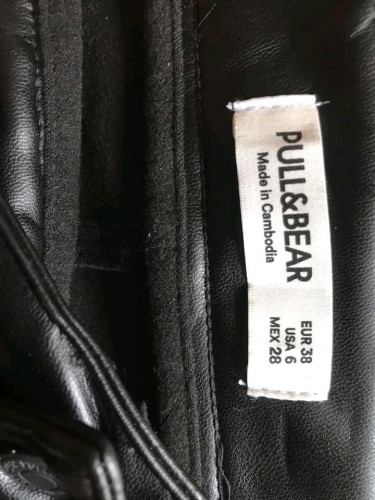 PULL&BEAR
Made in Cambodia
EUR 38
USA 6
MEX 28